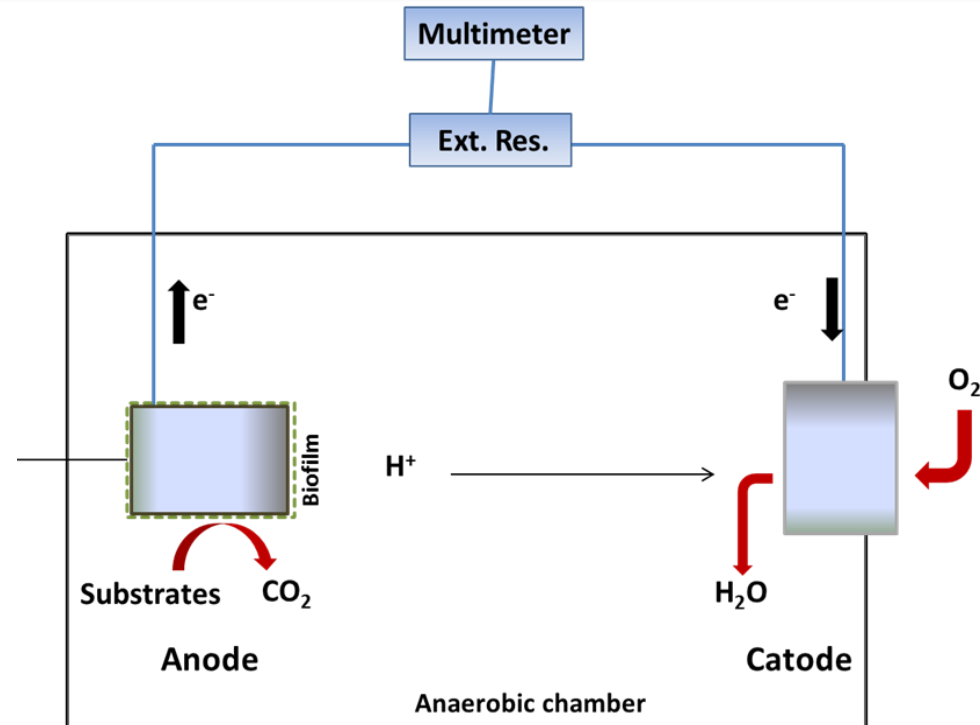 Multimeter
Ext. Res.
e⁻
e⁻
O₂
Biofilm
H⁺
Substrates
CO₂
H₂O
Anode
Catode
Anaerobic chamber